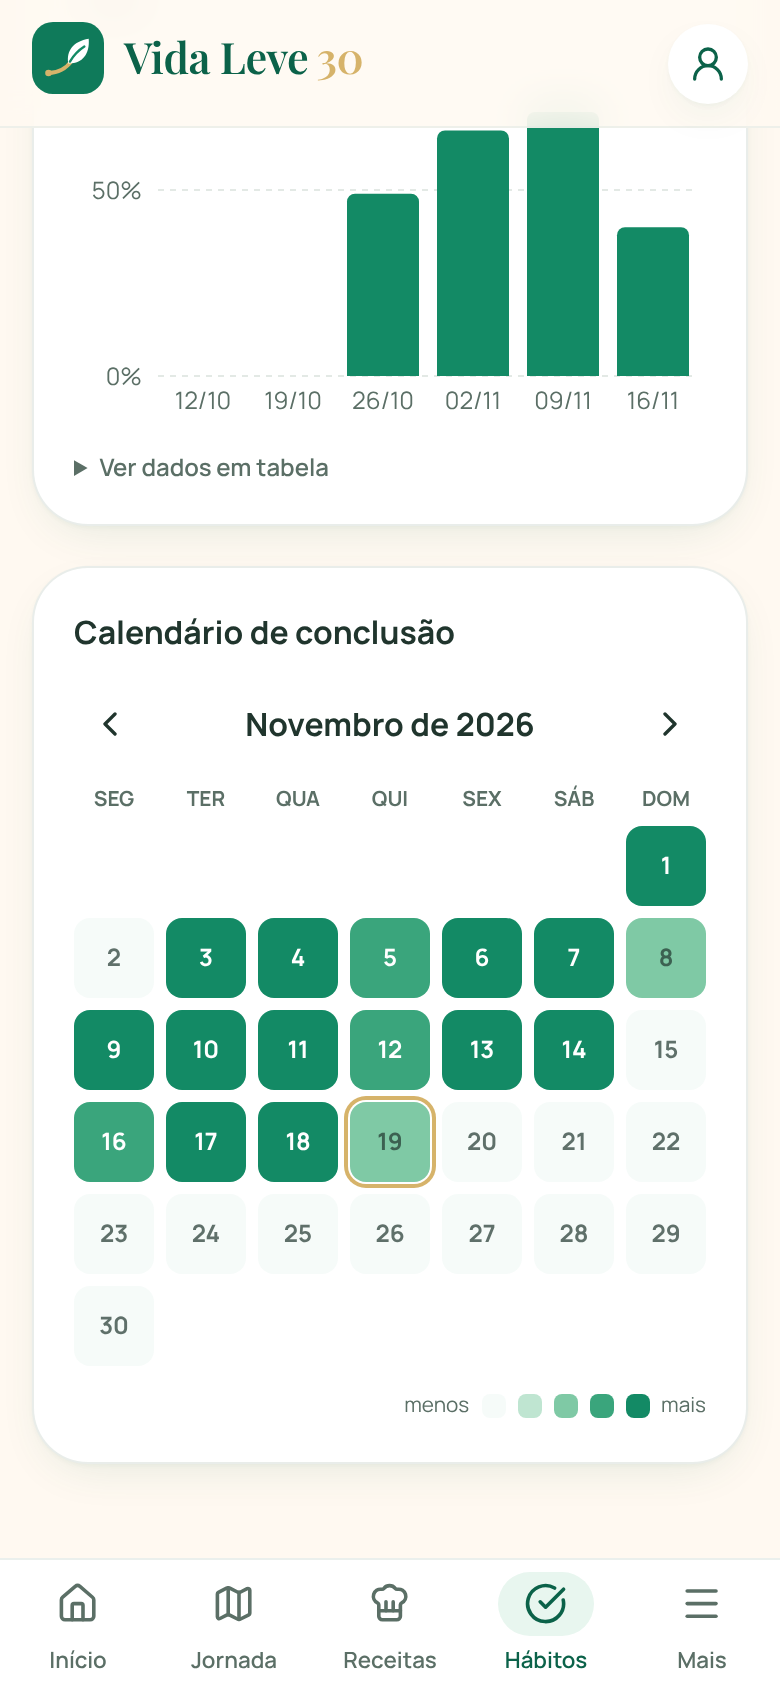 Vida Leve 30
50%
0%
12/10 19/10 26/10 02/11 09/11 16/11
Ver dados em tabela
Calendário de conclusão
Novembro de 2026
SEG TER QUA QUI SEX SÁB DOM
1
2 3 4 5 6 7 8
9 10 11 12 13 14 15
16 17 18 19 20 21 22
23 24 25 26 27 28 29
30
menos mais
Início Jornada Receitas Hábitos Mais